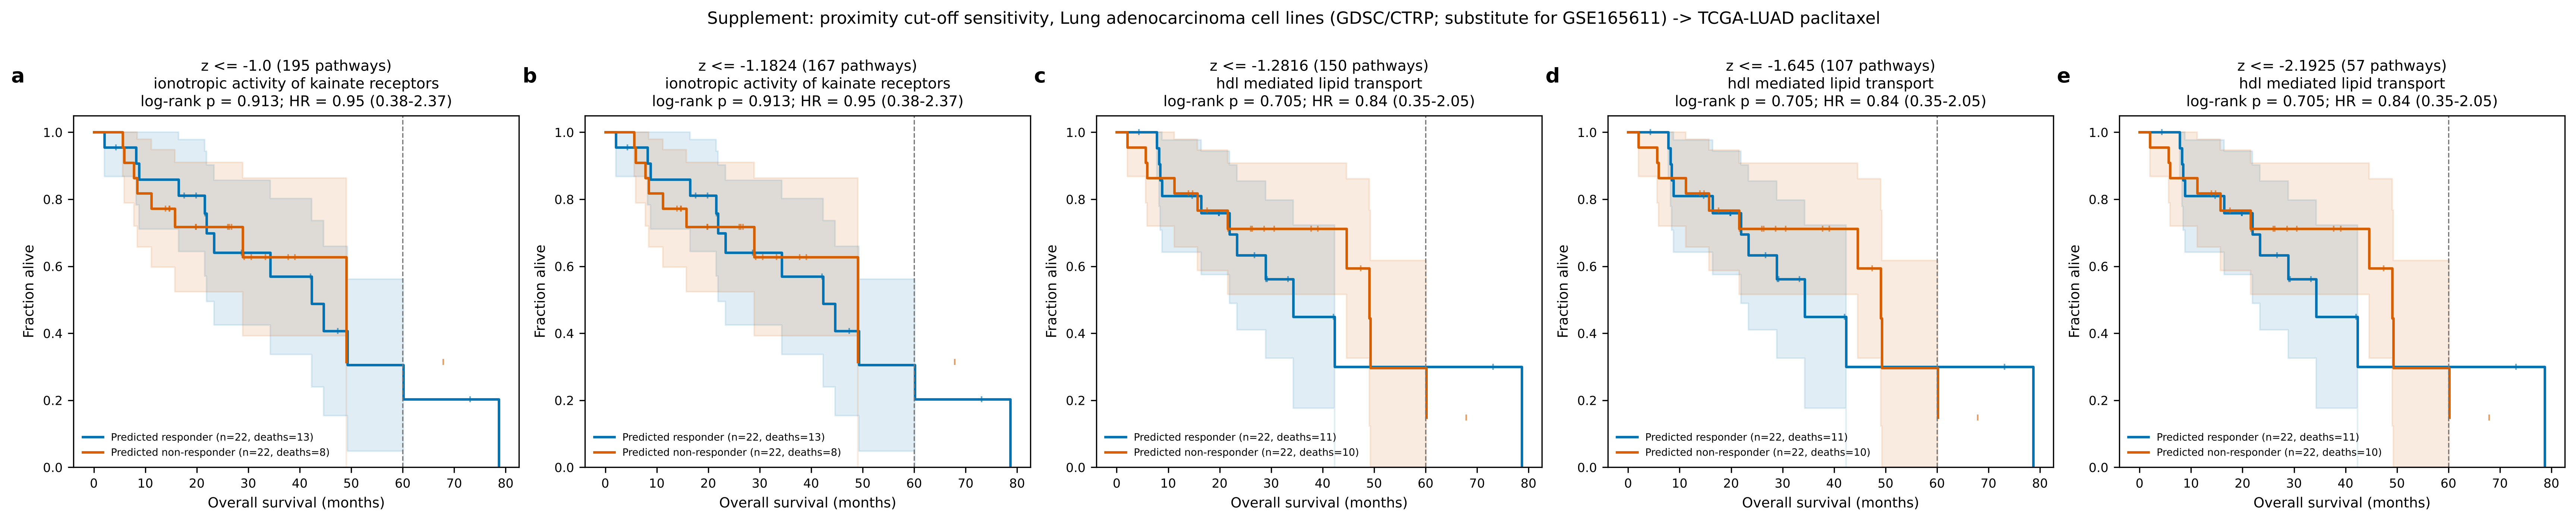 Supplement: proximity cut-off sensitivity, Lung adenocarcinoma cell lines (GDSC/CTRP; substitute for GSE165611) -> TCGA-LUAD paclitaxel
a
z <= -1.0 (195 pathways)
ionotropic activity of kainate receptors
log-rank p = 0.913; HR = 0.95 (0.38-2.37)
Fraction alive
1.0
0.8
0.6
0.4
0.2
0.0
Predicted responder (n=22, deaths=13)
Predicted non-responder (n=22, deaths=8)
0 10 20 30 40 50 60 70 80
Overall survival (months)
b
z <= -1.1824 (167 pathways)
ionotropic activity of kainate receptors
log-rank p = 0.913; HR = 0.95 (0.38-2.37)
Fraction alive
1.0
0.8
0.6
0.4
0.2
0.0
Predicted responder (n=22, deaths=13)
Predicted non-responder (n=22, deaths=8)
0 10 20 30 40 50 60 70 80
Overall survival (months)
c
z <= -1.2816 (150 pathways)
hdl mediated lipid transport
log-rank p = 0.705; HR = 0.84 (0.35-2.05)
Fraction alive
1.0
0.8
0.6
0.4
0.2
0.0
Predicted responder (n=22, deaths=11)
Predicted non-responder (n=22, deaths=10)
0 10 20 30 40 50 60 70 80
Overall survival (months)
d
z <= -1.645 (107 pathways)
hdl mediated lipid transport
log-rank p = 0.705; HR = 0.84 (0.35-2.05)
Fraction alive
1.0
0.8
0.6
0.4
0.2
0.0
Predicted responder (n=22, deaths=11)
Predicted non-responder (n=22, deaths=10)
0 10 20 30 40 50 60 70 80
Overall survival (months)
e
z <= -2.1925 (57 pathways)
hdl mediated lipid transport
log-rank p = 0.705; HR = 0.84 (0.35-2.05)
Fraction alive
1.0
0.8
0.6
0.4
0.2
0.0
Predicted responder (n=22, deaths=11)
Predicted non-responder (n=22, deaths=10)
0 10 20 30 40 50 60 70 80
Overall survival (months)